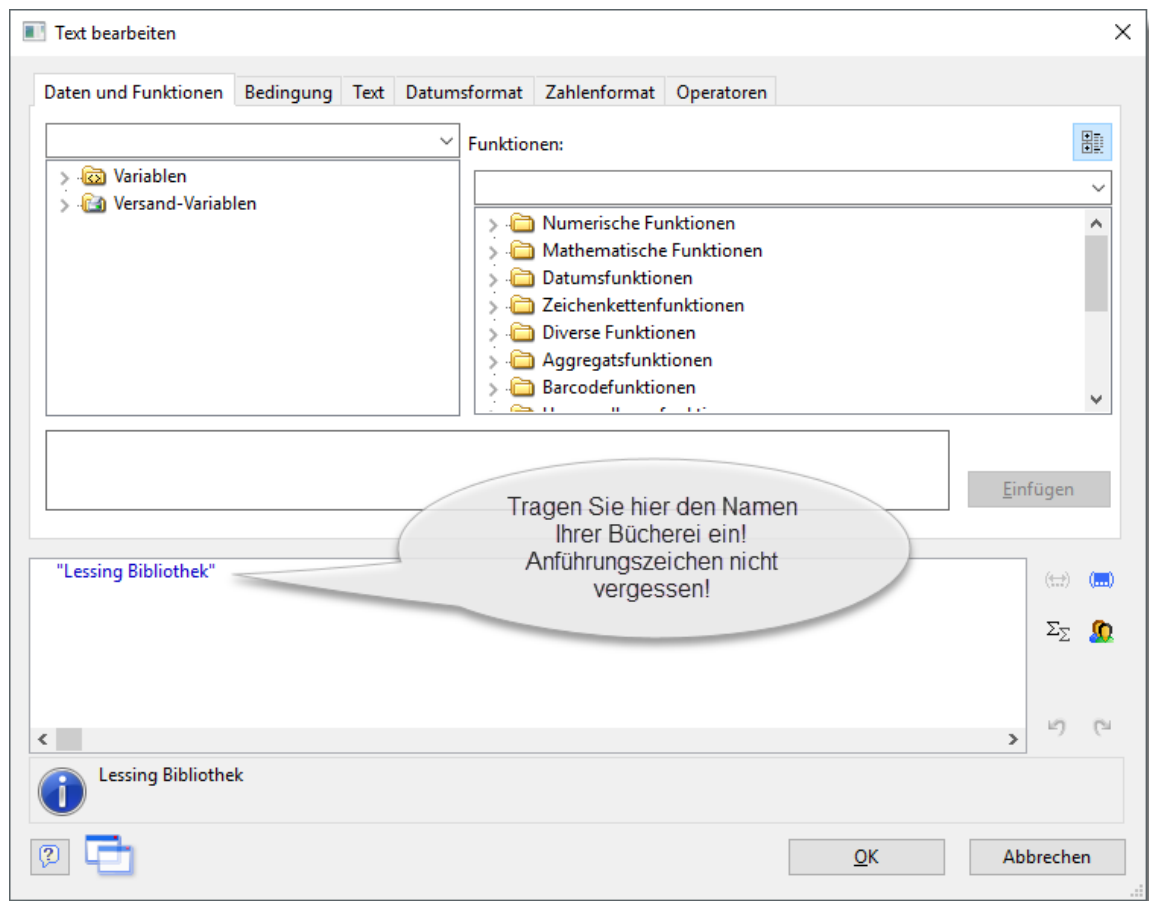 Text bearbeiten
Daten und Funktionen Bedingung Text Datumsformat Zahlenformat Operatoren
Funktionen:
Variablen
Versand-Variablen
Numerische Funktionen
Mathematische Funktionen
Datumsfunktionen
Zeichenkettenfunktionen
Diverse Funktionen
Aggregatsfunktionen
Barcodefunktionen
Einfügen
Tragen Sie hier den Namen
Ihrer Bücherei ein!
Anführungszeichen nicht
vergessen!
"Lessing Bibliothek"
Lessing Bibliothek
OK Abbrechen